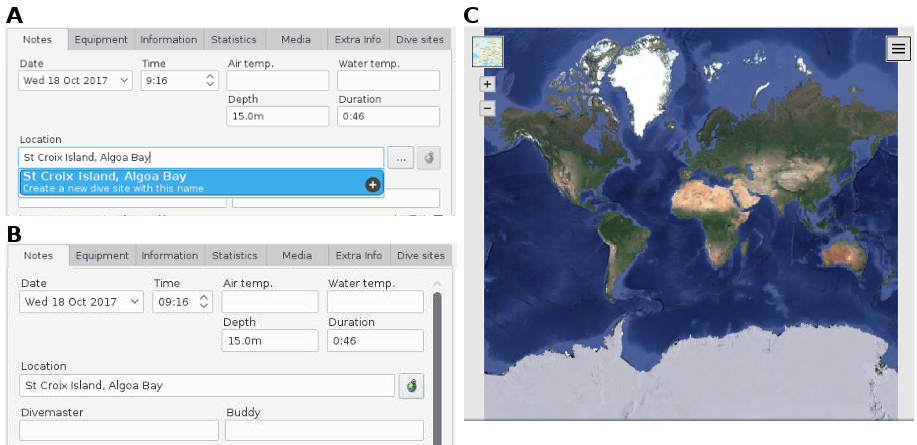 A
Notes Equipment Information Statistics Media Extra Info Dive sites
Date Time Air temp. Water temp.
Wed 18 Oct 2017 9:16
Depth Duration
15.0m 0:46
Location
St Croix Island, Algoa Bay
...
St Croix Island, Algoa Bay
Create a new dive site with this name
+
B
Notes Equipment Information Statistics Media Extra Info Dive sites
Date Time Air temp. Water temp.
Wed 18 Oct 2017 09:16
Depth Duration
15.0m 0:46
Location
St Croix Island, Algoa Bay
Divemaster Buddy
C
+
−